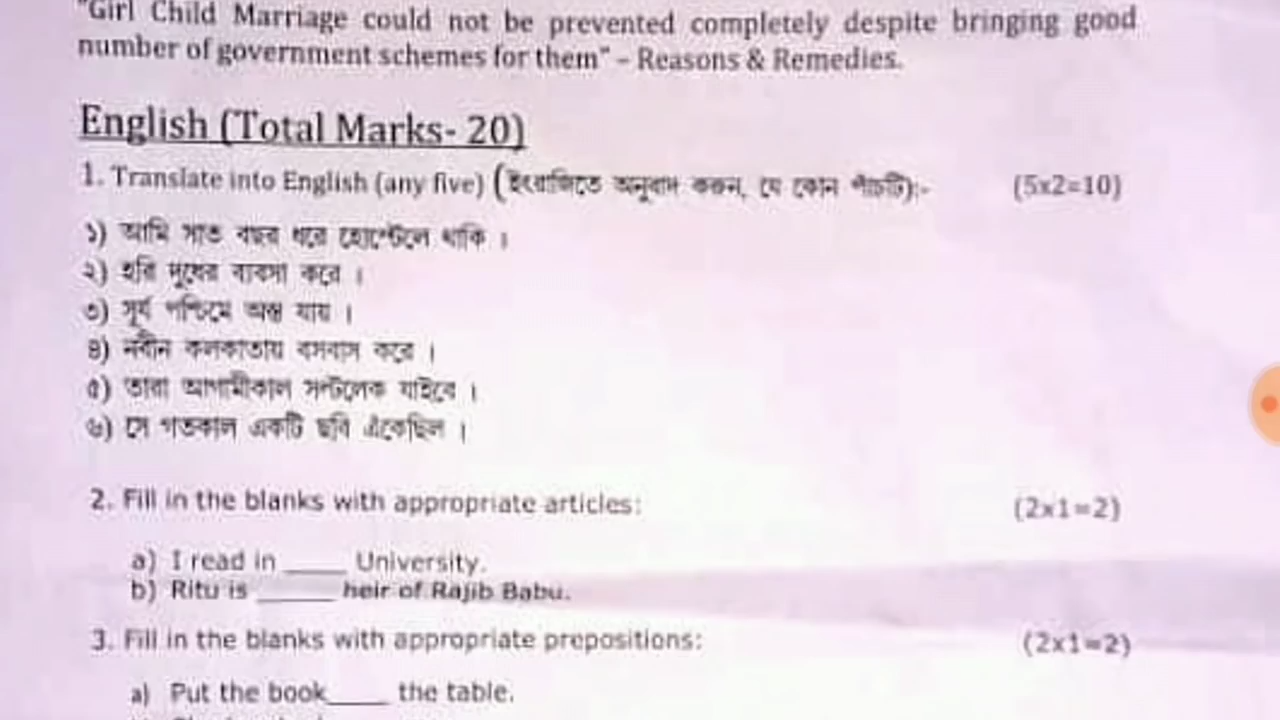 "Girl Child Marriage could not be prevented completely despite bringing good
number of government schemes for them" – Reasons & Remedies.
English (Total Marks- 20)
1. Translate into English (any five) (ইংরাজিতে অনুবাদ করুন, যে কোন পাঁচটি):- (5x2=10)
১) আমি সাত বছর ধরে হোস্টেলে থাকি ।
২) হরি দুধের ব্যবসা করে ।
৩) সূর্য পশ্চিমে অস্ত যায় ।
৪) নবীন কলকাতায় বসবাস করে ।
৫) তারা আগামীকাল সল্টলেক যাইবে ।
৬) সে গতকাল একটি ছবি এঁকেছিল ।
2. Fill in the blanks with appropriate articles: (2x1=2)
a) I read in ____ University.
b) Ritu is _____ heir of Rajib Babu.
3. Fill in the blanks with appropriate prepositions: (2x1=2)
a) Put the book____ the table.